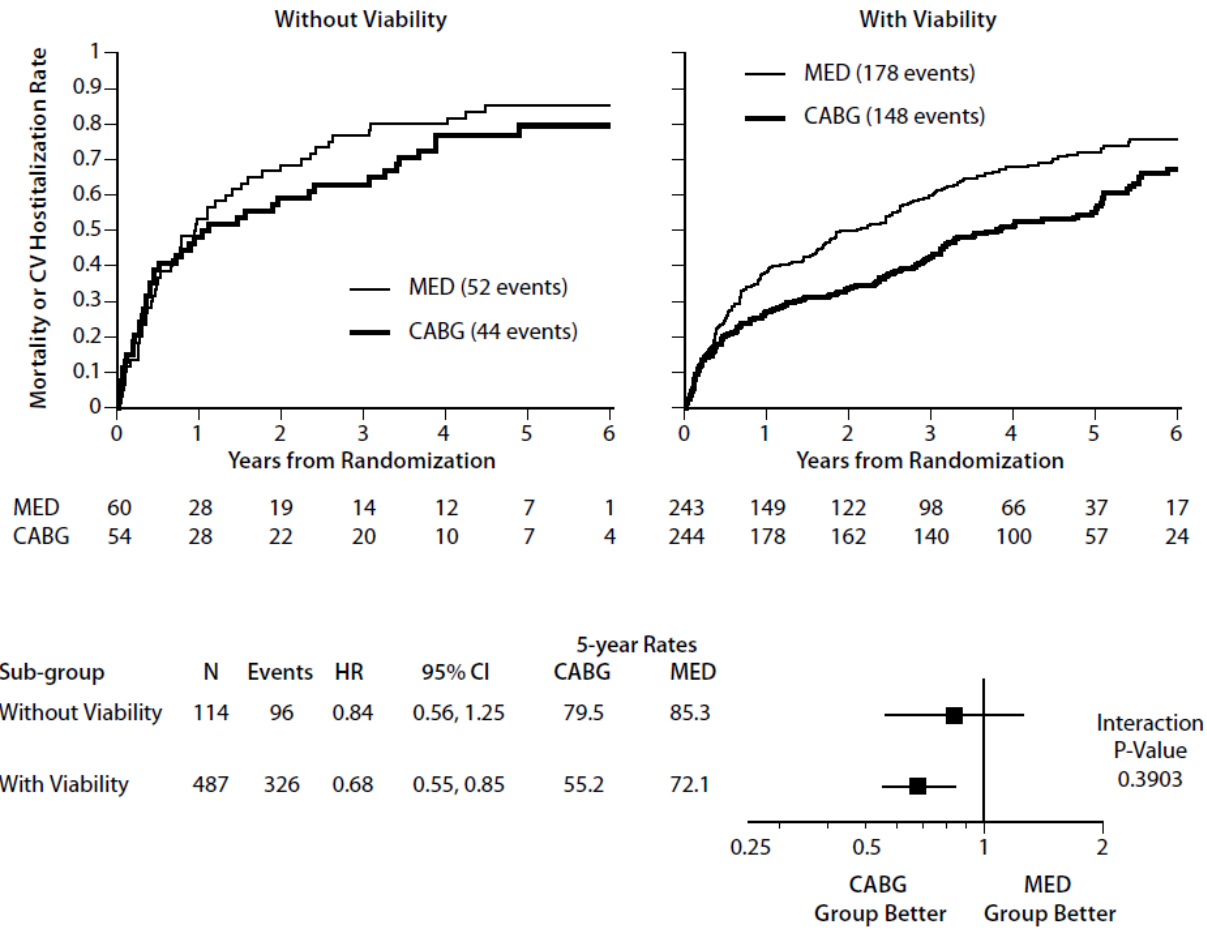 Without Viability
With Viability
Mortality or CV Hostitalization Rate
1
0.9
0.8
0.7
0.6
0.5
0.4
0.3
0.2
0.1
0
MED (52 events)
CABG (44 events)
MED (178 events)
CABG (148 events)
0 1 2 3 4 5 6
0 1 2 3 4 5 6
Years from Randomization
Years from Randomization
MED 60 28 19 14 12 7 1 243 149 122 98 66 37 17
CABG 54 28 22 20 10 7 4 244 178 162 140 100 57 24
5-year Rates
Sub-group N Events HR 95% CI CABG MED
Without Viability 114 96 0.84 0.56, 1.25 79.5 85.3
With Viability 487 326 0.68 0.55, 0.85 55.2 72.1
Interaction
P-Value
0.3903
0.25 0.5 1 2
CABG
Group Better
MED
Group Better